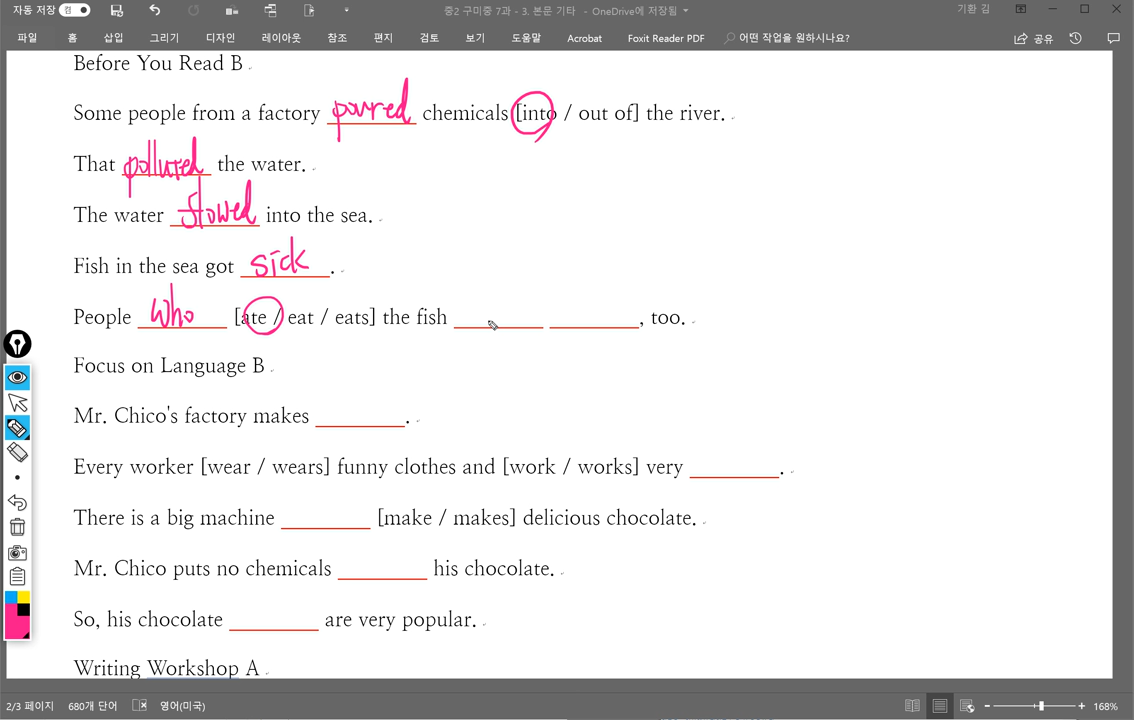 자동 저장 켬 중2 구미중 7과 - 3. 본문 기타 - OneDrive에 저장됨 기환 김
파일 홈 삽입 그리기 디자인 레이아웃 참조 편지 검토 보기 도움말 Acrobat Foxit Reader PDF 어떤 작업을 원하시나요? 공유
Before You Read B
Some people from a factory poured chemicals [into / out of] the river.
That polluted the water.
The water flowed into the sea.
Fish in the sea got sick.
People who [ate / eat / eats] the fish ________ ________, too.
Focus on Language B
Mr. Chico's factory makes ________.
Every worker [wear / wears] funny clothes and [work / works] very ________.
There is a big machine ________ [make / makes] delicious chocolate.
Mr. Chico puts no chemicals ________ his chocolate.
So, his chocolate ________ are very popular.
Writing Workshop A
2/3 페이지 680개 단어 영어(미국) 168%